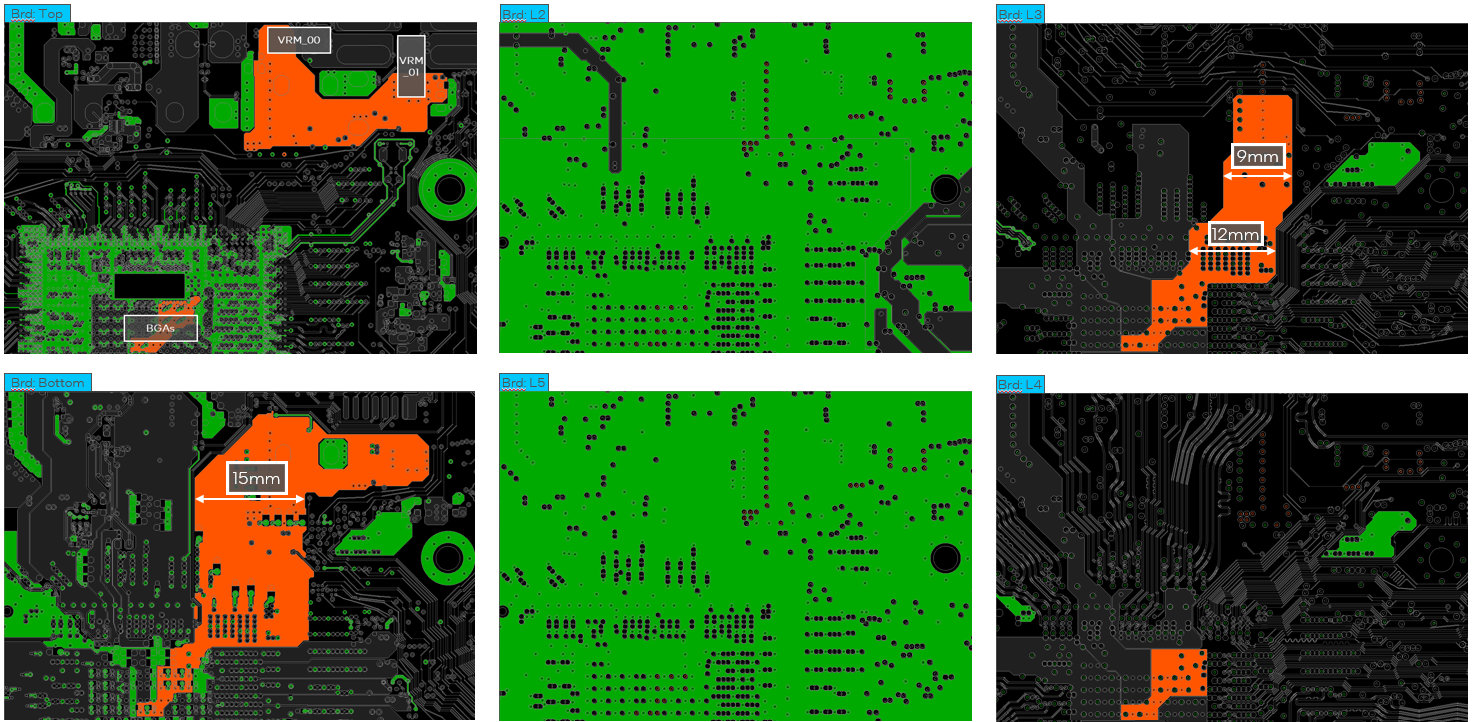 Brd: Top
VRM_00
VRM
_01
BGAs
Brd: L2
Brd: L3
9mm
12mm
Brd: Bottom
15mm
Brd: L5
Brd: L4